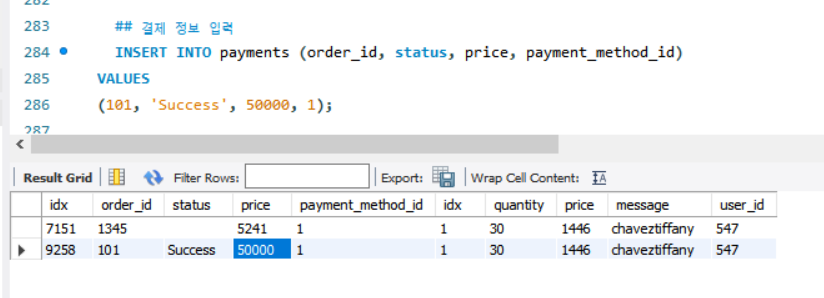 282
283 ## 결제 정보 입력
284 INSERT INTO payments (order_id, status, price, payment_method_id)
285 VALUES
286 (101, 'Success', 50000, 1);
287
Result Grid Filter Rows: Export: Wrap Cell Content: IA
idx order_id status price payment_method_id idx quantity price message user_id
7151 1345 5241 1 1 30 1446 chaveztiffany 547
9258 101 Success 50000 1 1 30 1446 chaveztiffany 547